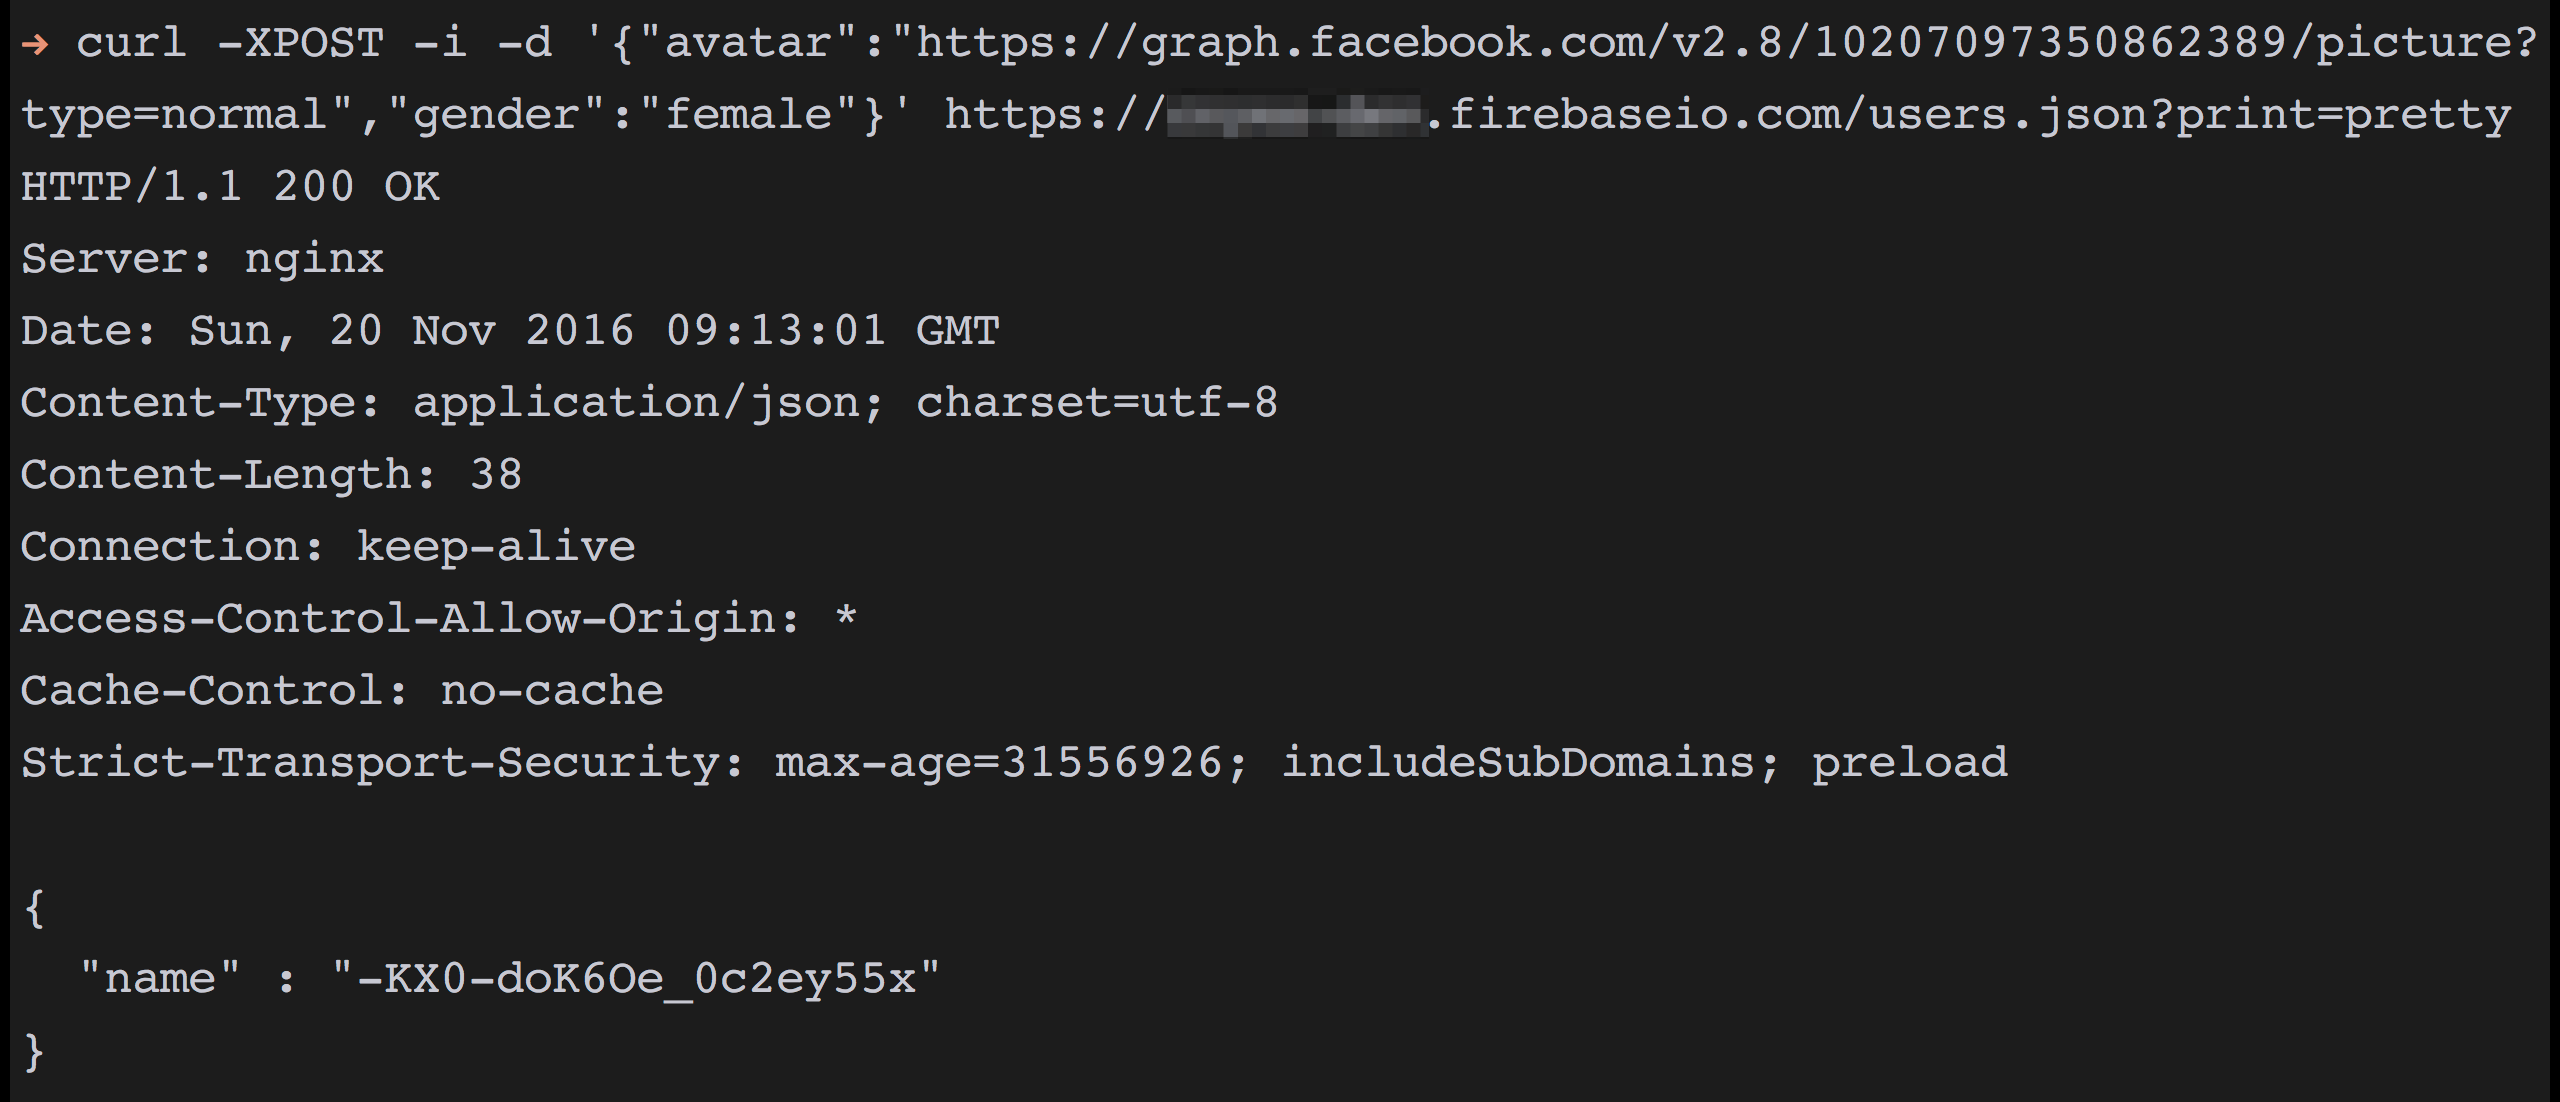 → curl -XPOST -i -d '{"avatar":"https://graph.facebook.com/v2.8/10207097350862389/picture?
type=normal","gender":"female"}' https://.firebaseio.com/users.json?print=pretty
HTTP/1.1 200 OK
Server: nginx
Date: Sun, 20 Nov 2016 09:13:01 GMT
Content-Type: application/json; charset=utf-8
Content-Length: 38
Connection: keep-alive
Access-Control-Allow-Origin: *
Cache-Control: no-cache
Strict-Transport-Security: max-age=31556926; includeSubDomains; preload
{
"name" : "-KX0-doK6Oe_0c2ey55x"
}